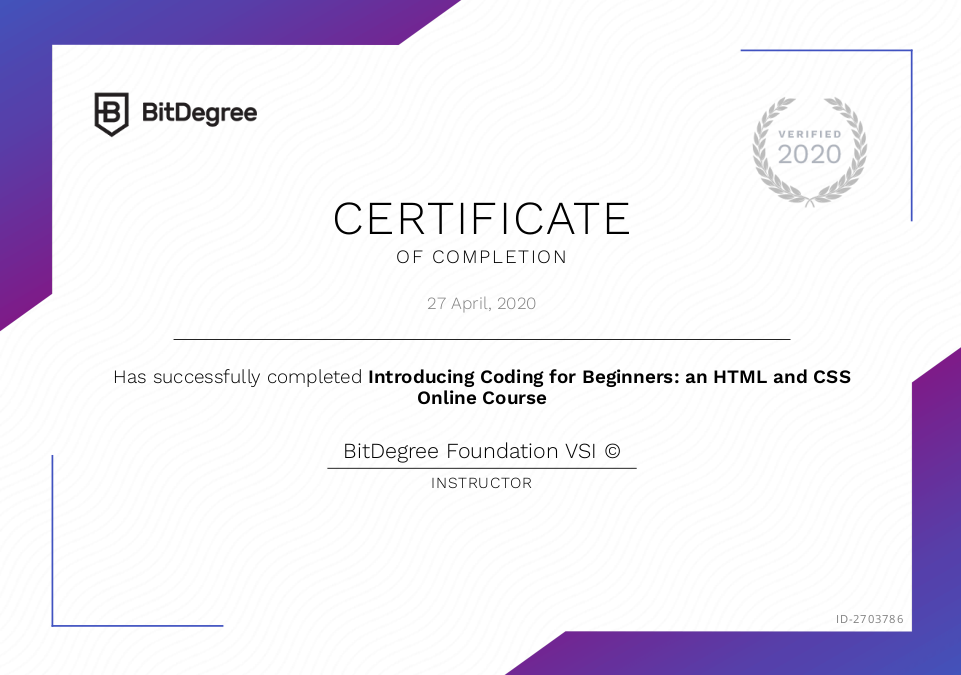 BitDegree
VERIFIED
2020
CERTIFICATE
OF COMPLETION
27 April, 2020
Has successfully completed Introducing Coding for Beginners: an HTML and CSS
Online Course
BitDegree Foundation VSI ©
INSTRUCTOR
ID-2703786